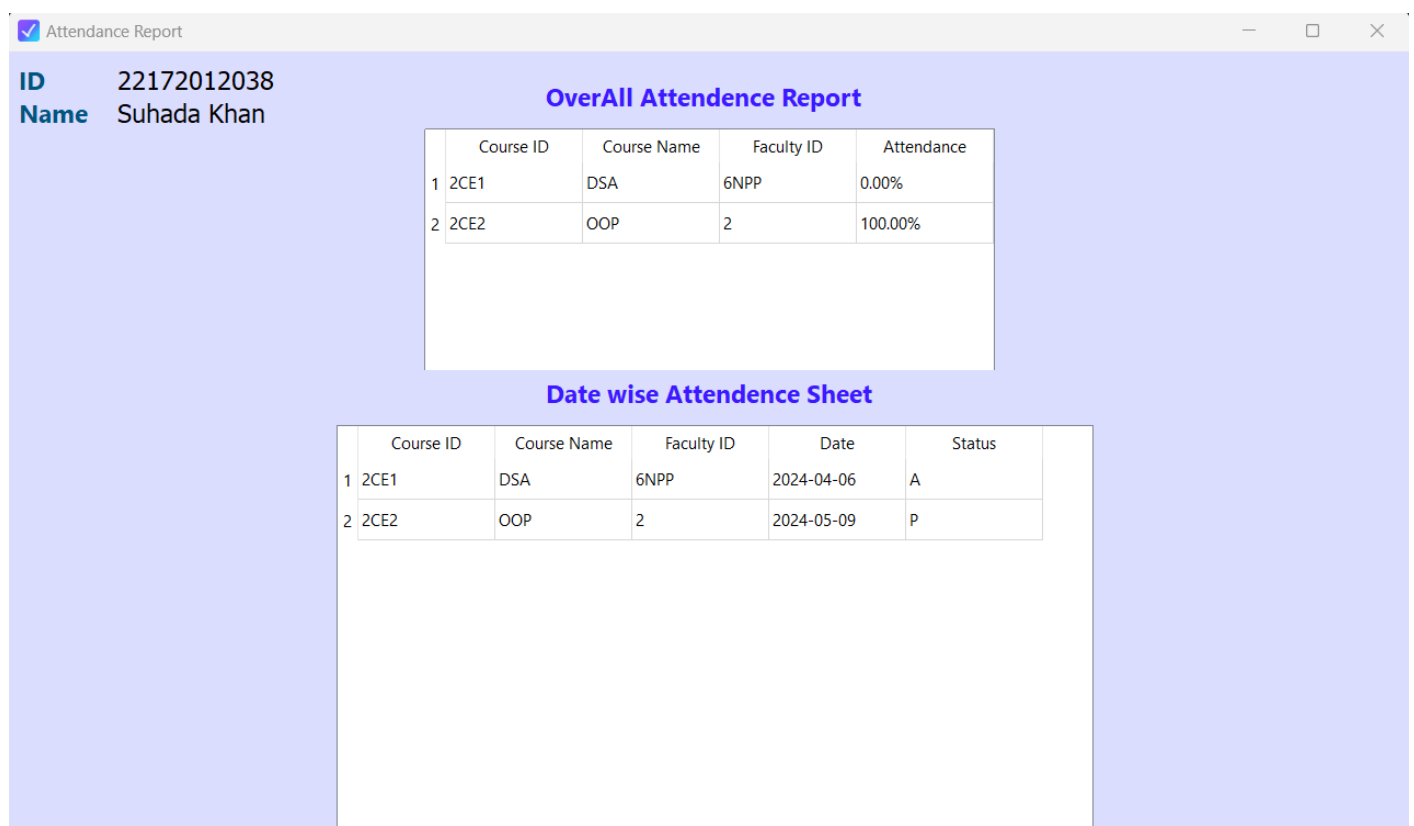 Attendance Report
ID 22172012038
Name Suhada Khan
OverAll Attendence Report
Course ID Course Name Faculty ID Attendance
1 2CE1 DSA 6NPP 0.00%
2 2CE2 OOP 2 100.00%
Date wise Attendence Sheet
Course ID Course Name Faculty ID Date Status
1 2CE1 DSA 6NPP 2024-04-06 A
2 2CE2 OOP 2 2024-05-09 P